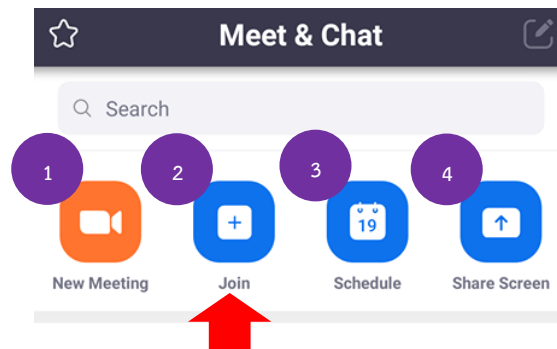 Meet & Chat
Search
1 2 3 4
19
New Meeting Join Schedule Share Screen